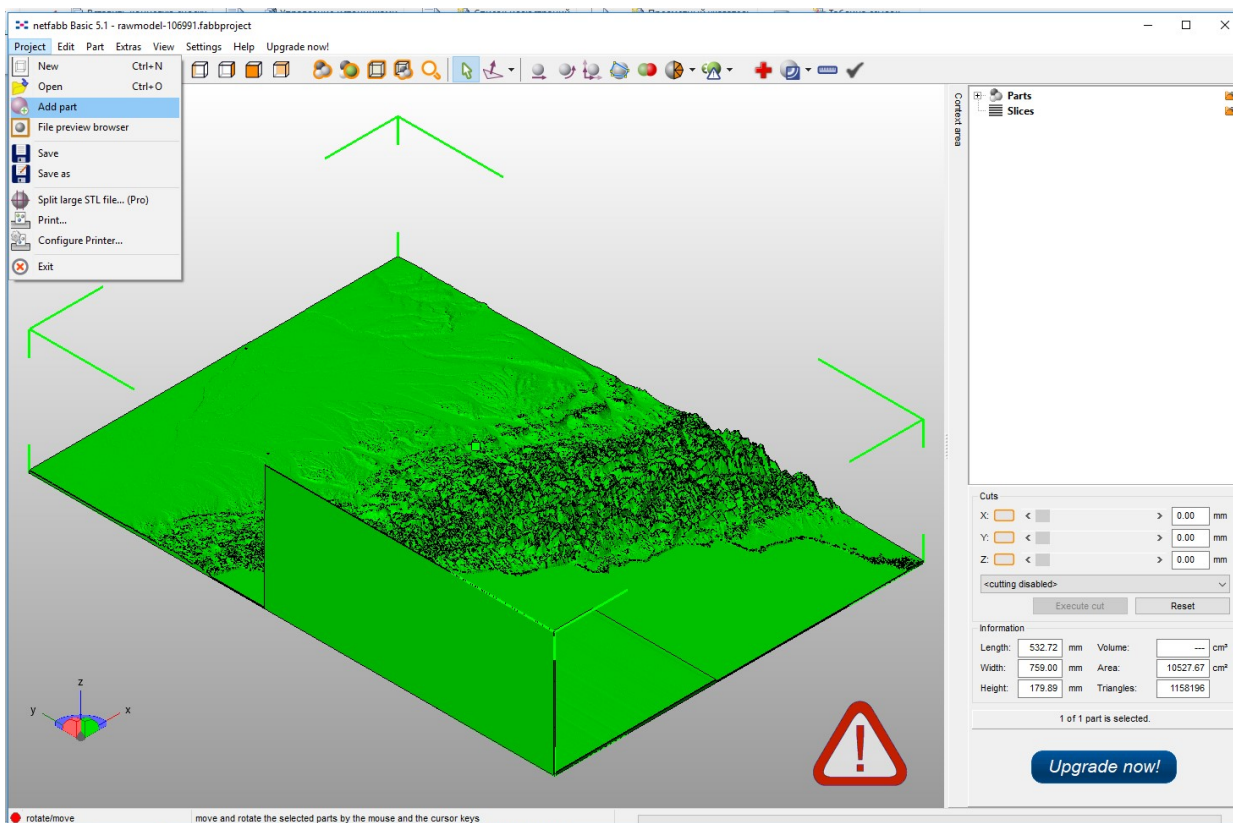 netfabb Basic 5.1 - rawmodel-106991.fabbproject
Project Edit Part Extras View Settings Help Upgrade now!
New Ctrl+N
Open Ctrl+O
Add part
File preview browser
Save
Save as
Split large STL file... (Pro)
Print...
Configure Printer...
Exit
Context area
Parts
Slices
z
y
x
Cuts
X: < > 0.00 mm
Y: < > 0.00 mm
Z: < > 0.00 mm
<cutting disabled>
Execute cut Reset
Information
Length: 532.72 mm Volume: --- cm³
Width: 759.00 mm Area: 10527.67 cm²
Height: 179.89 mm Triangles: 1158196
1 of 1 part is selected.
Upgrade now!
rotate/move move and rotate the selected parts by the mouse and the cursor keys